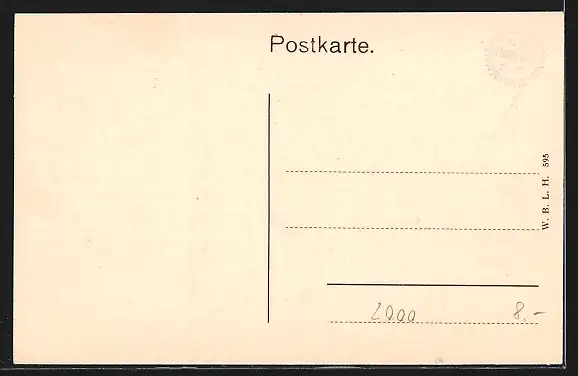 Postkarte.
W. B. L. H. 595
2000 8.-